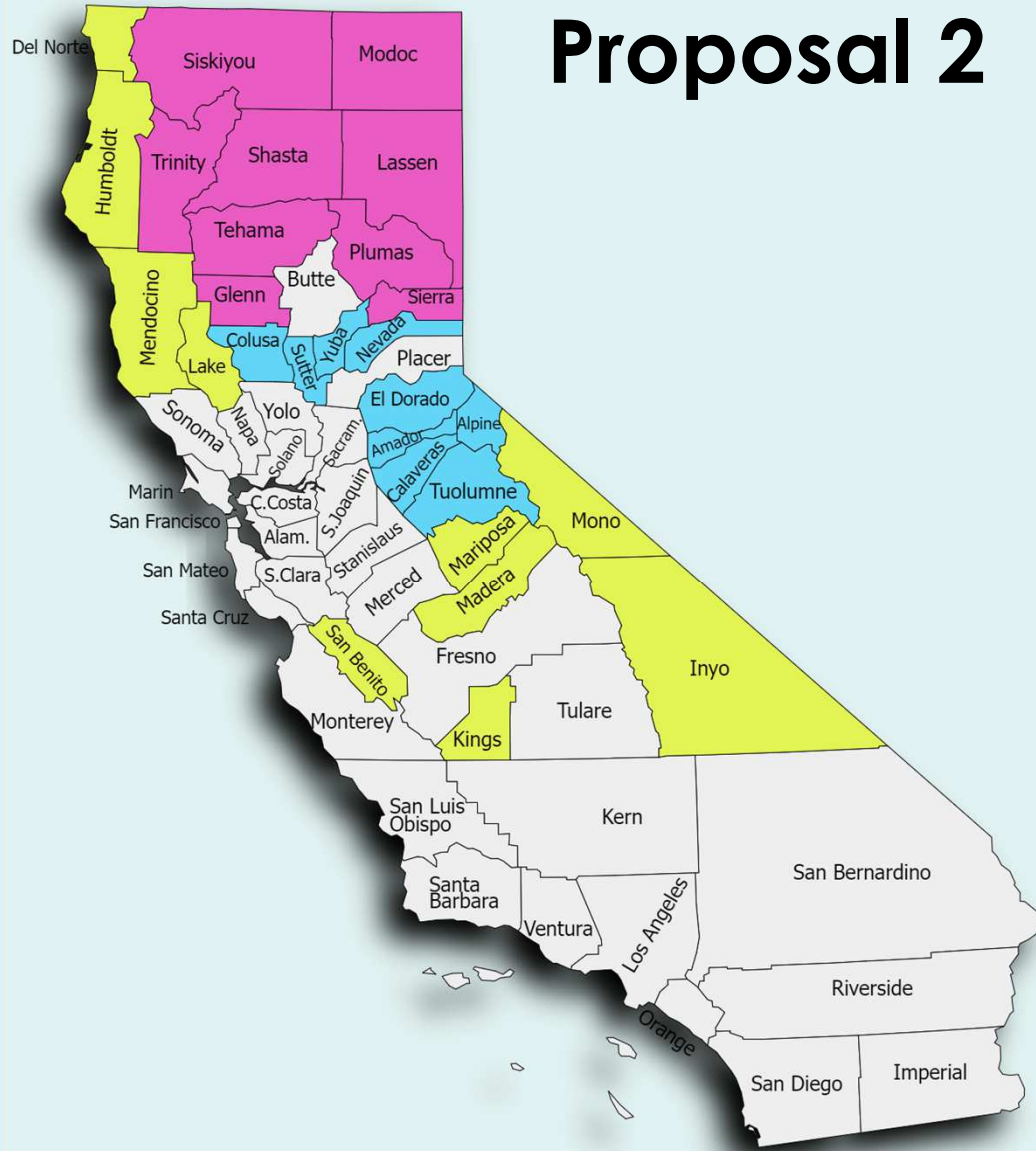 Proposal 2
Del Norte
Siskiyou
Modoc
Humboldt
Trinity
Shasta
Lassen
Tehama
Plumas
Mendocino
Butte
Glenn
Sierra
Lake
Colusa
Sutter
Yuba
Nevada
Placer
Sonoma
Napa
Yolo
Solano
Sacram.
El Dorado
Amador
Alpine
Calaveras
Tuolumne
Marin
C.Costa
S.Joaquin
San Francisco
Alam.
Stanislaus
Mariposa
Mono
San Mateo
S.Clara
Merced
Madera
Santa Cruz
San Benito
Fresno
Inyo
Monterey
Kings
Tulare
San Luis
Obispo
Kern
San Bernardino
Santa
Barbara
Ventura
Los Angeles
Riverside
Orange
San Diego
Imperial